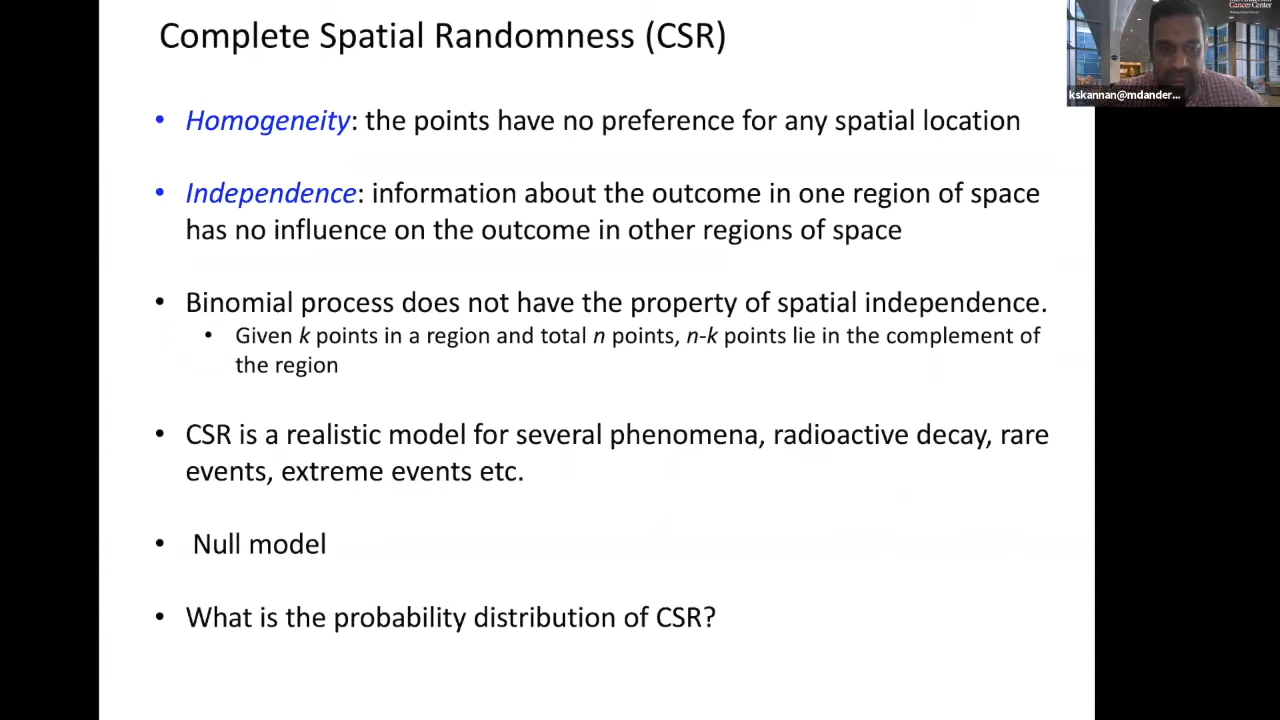 Complete Spatial Randomness (CSR)
Cancer Center
kskannan@mdander...
• Homogeneity: the points have no preference for any spatial location
• Independence: information about the outcome in one region of space
has no influence on the outcome in other regions of space
• Binomial process does not have the property of spatial independence.
• Given k points in a region and total n points, n-k points lie in the complement of
the region
• CSR is a realistic model for several phenomena, radioactive decay, rare
events, extreme events etc.
• Null model
• What is the probability distribution of CSR?